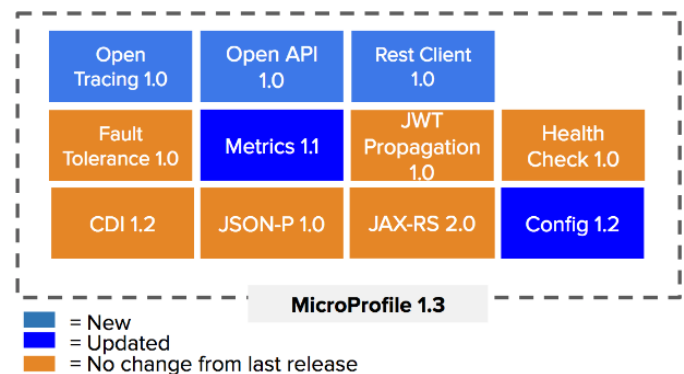 Open
Tracing 1.0
Open API
1.0
Rest Client
1.0
Fault
Tolerance 1.0
Metrics 1.1
JWT
Propagation
1.0
Health
Check 1.0
CDI 1.2
JSON-P 1.0
JAX-RS 2.0
Config 1.2
MicroProfile 1.3
= New
= Updated
= No change from last release